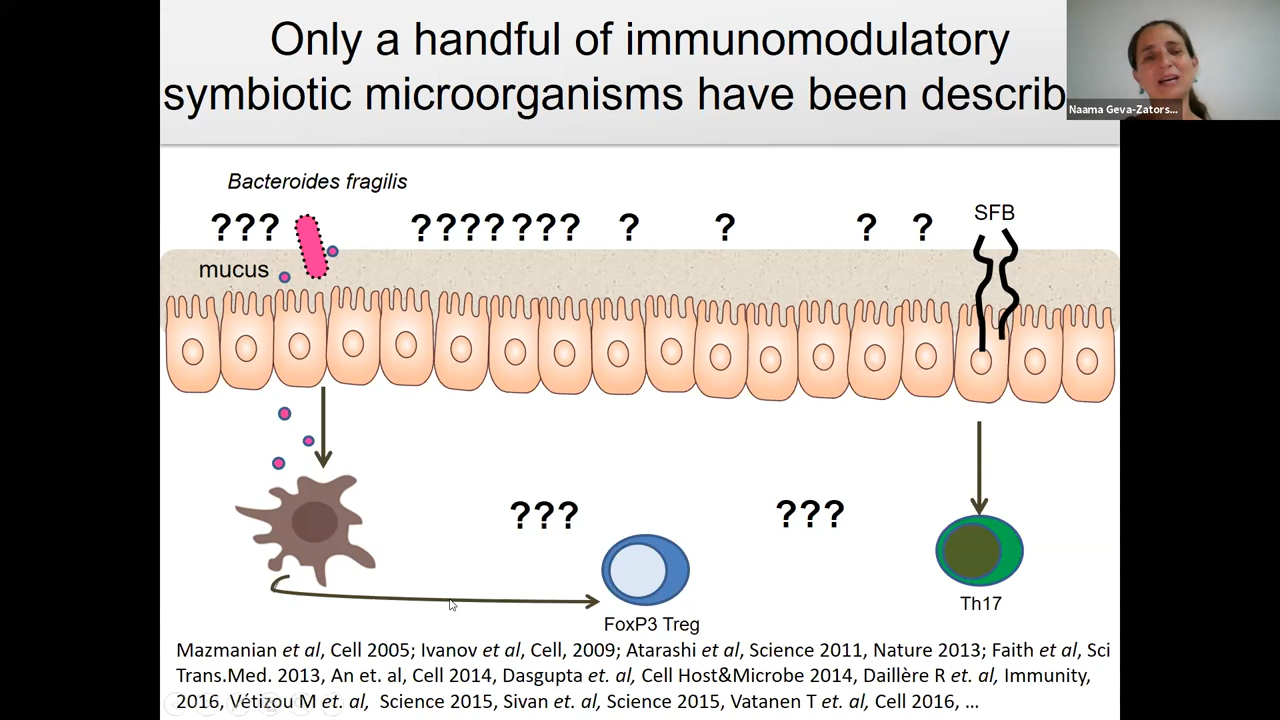 Only a handful of immunomodulatory
symbiotic microorganisms have been describ
Naama Geva-Zators...
Bacteroides fragilis
??? ???? ??? ? ? ? ?
SFB
mucus
??? ???
FoxP3 Treg
Th17
Mazmanian et al, Cell 2005; Ivanov et al, Cell, 2009; Atarashi et al, Science 2011, Nature 2013; Faith et al, Sci
Trans.Med. 2013, An et. al, Cell 2014, Dasgupta et. al, Cell Host&Microbe 2014, Daillère R et. al, Immunity,
2016, Vétizou M et. al, Science 2015, Sivan et. al, Science 2015, Vatanen T et. al, Cell 2016, ...